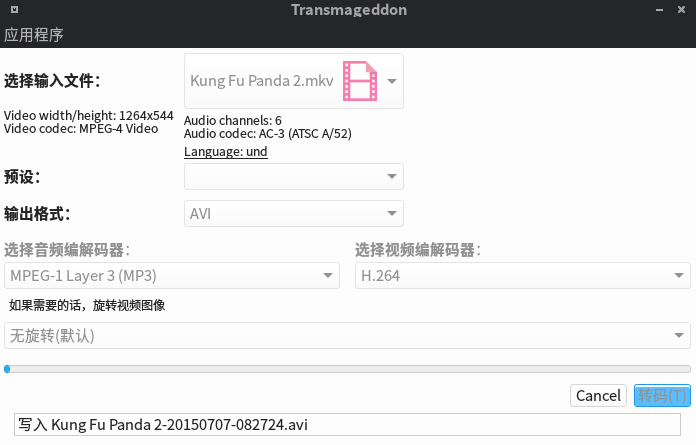 Transmageddon
应用程序
选择输入文件：
Kung Fu Panda 2.mkv
Video width/height: 1264x544
Video codec: MPEG-4 Video
Audio channels: 6
Audio codec: AC-3 (ATSC A/52)
Language: und
预设：
输出格式：
AVI
选择音频编解码器：
选择视频编解码器：
MPEG-1 Layer 3 (MP3)
H.264
如果需要的话，旋转视频图像
无旋转(默认)
Cancel
转码(T)
写入 Kung Fu Panda 2-20150707-082724.avi